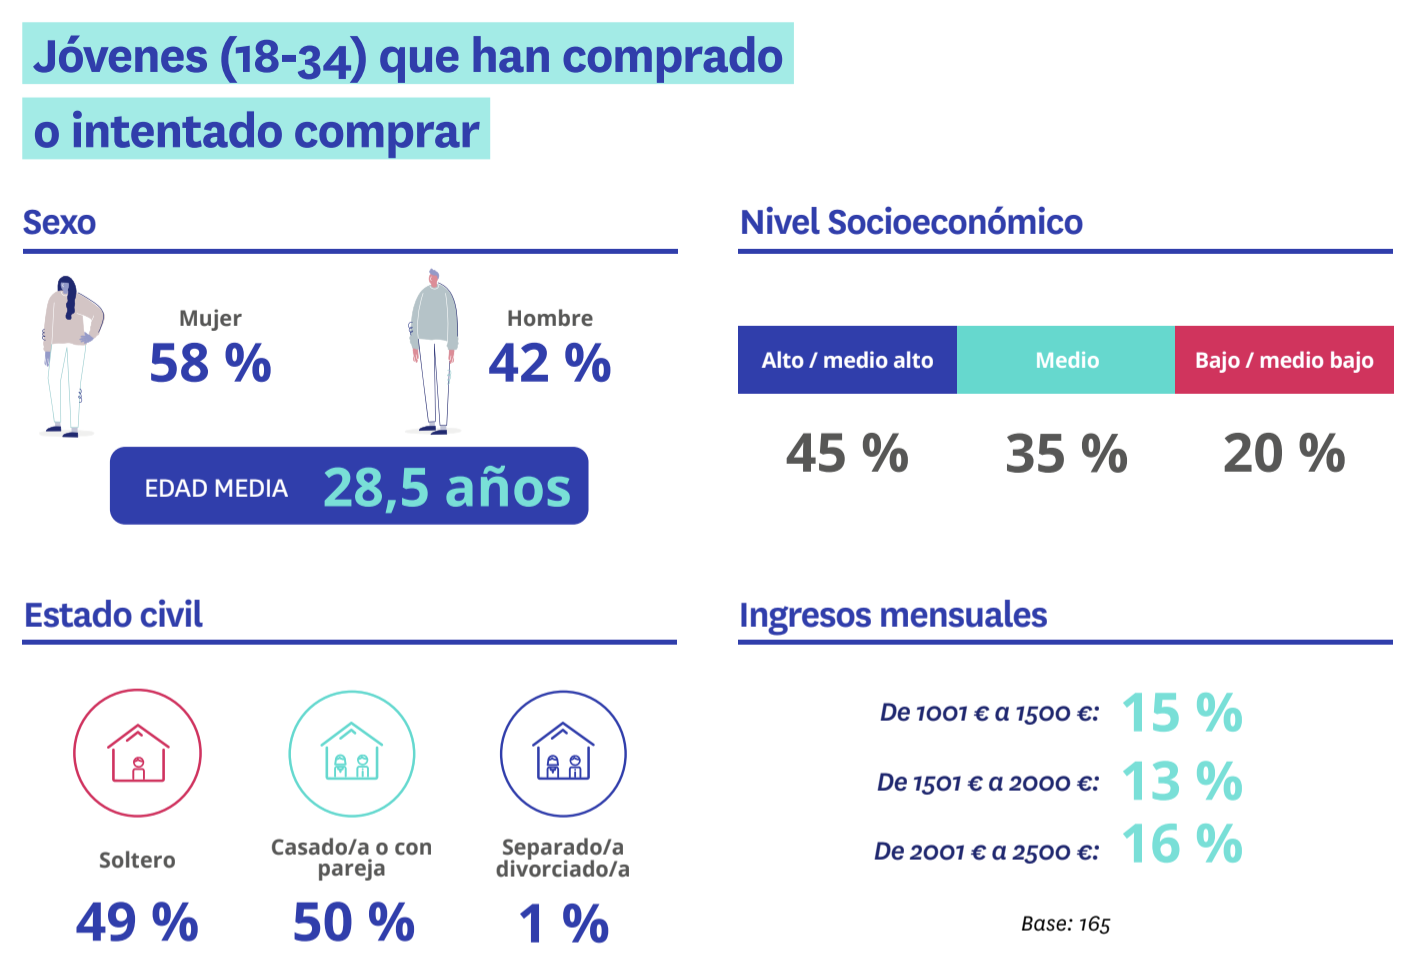 Jóvenes (18-34) que han comprado
o intentado comprar
Sexo
Mujer
58 %
Hombre
42 %
EDAD MEDIA 28,5 años
Nivel Socioeconómico
Alto / medio alto
Medio
Bajo / medio bajo
45 %
35 %
20 %
Estado civil
Soltero
49 %
Casado/a o con
pareja
50 %
Separado/a
divorciado/a
1 %
Ingresos mensuales
De 1001 € a 1500 €: 15 %
De 1501 € a 2000 €: 13 %
De 2001 € a 2500 €: 16 %
Base: 165